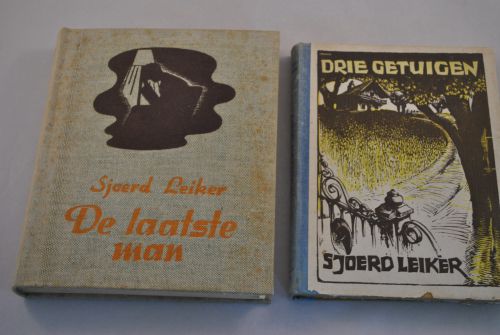 Sjoerd Leiker
De laatste
man
DRIE GETUIGEN
SJOERD LEIKER